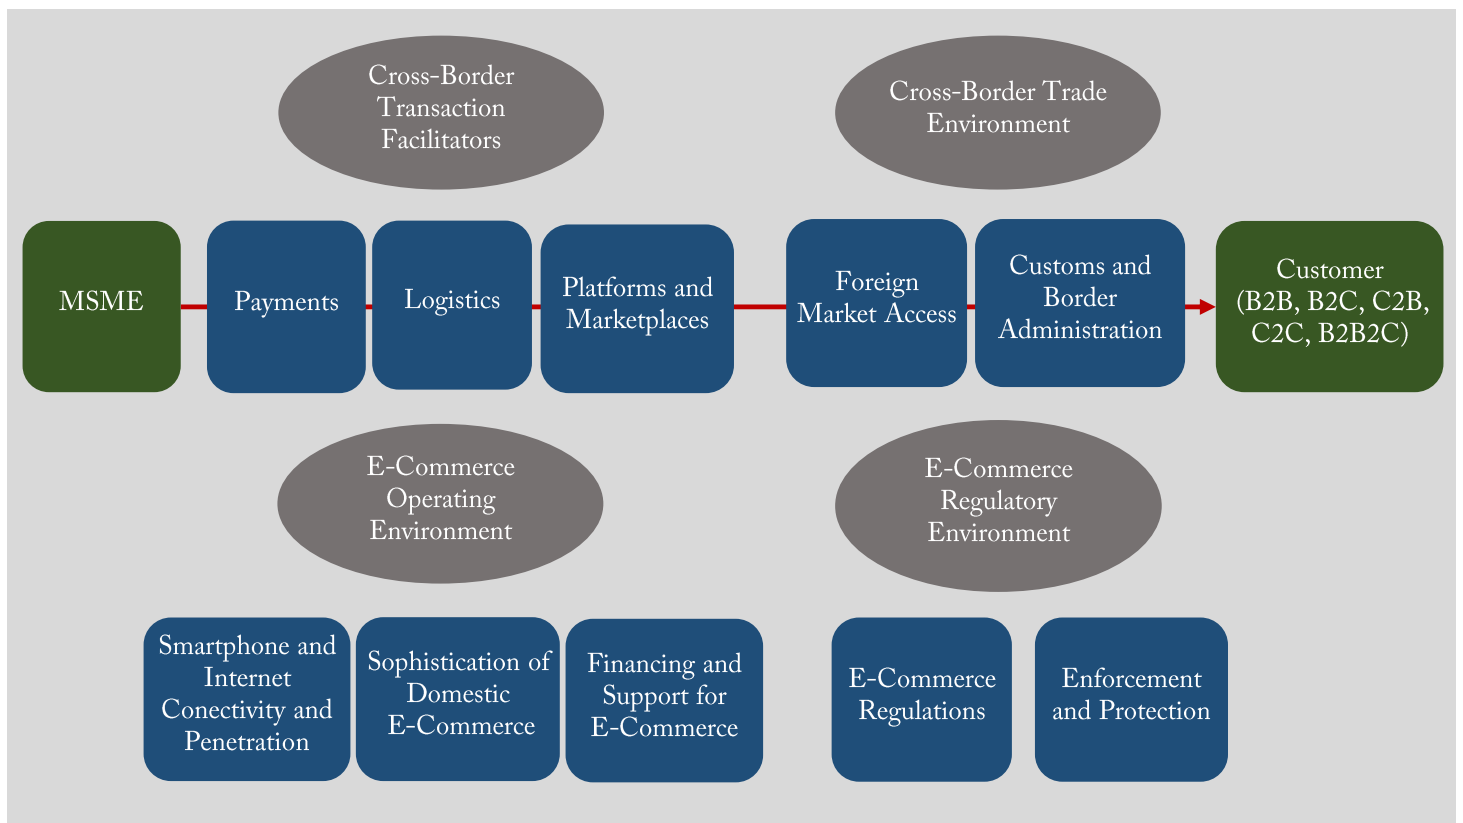 Cross-Border
Transaction
Facilitators
Cross-Border Trade
Environment
MSME
Payments
Logistics
Platforms and
Marketplaces
Foreign
Market Access
Customs and
Border
Administration
Customer
(B2B, B2C, C2B,
C2C, B2B2C)
E-Commerce
Operating
Environment
E-Commerce
Regulatory
Environment
Smartphone and
Internet
Conectivity and
Penetration
Sophistication of
Domestic
E-Commerce
Financing and
Support for
E-Commerce
E-Commerce
Regulations
Enforcement
and Protection